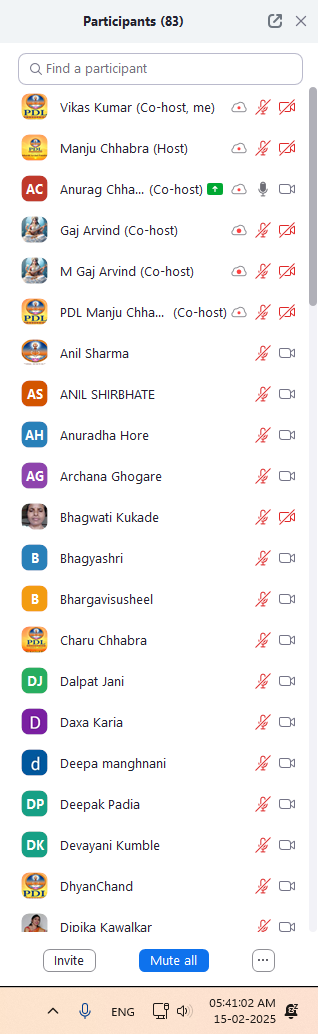 Participants (83)
Find a participant
PDL Vikas Kumar (Co-host, me)
PDL Manju Chhabra (Host)
AC Anurag Chha... (Co-host)
Gaj Arvind (Co-host)
M Gaj Arvind (Co-host)
PDL PDL Manju Chha... (Co-host)
Anil Sharma
AS ANIL SHIRBHATE
AH Anuradha Hore
AG Archana Ghogare
Bhagwati Kukade
B Bhagyashri
B Bhargavisusheel
PDL Charu Chhabra
DJ Dalpat Jani
D Daxa Karia
d Deepa manghnani
DP Deepak Padia
DK Devayani Kumble
PDL DhyanChand
Dipika Kawalkar
Invite Mute all ...
ENG 05:41:02 AM
15-02-2025